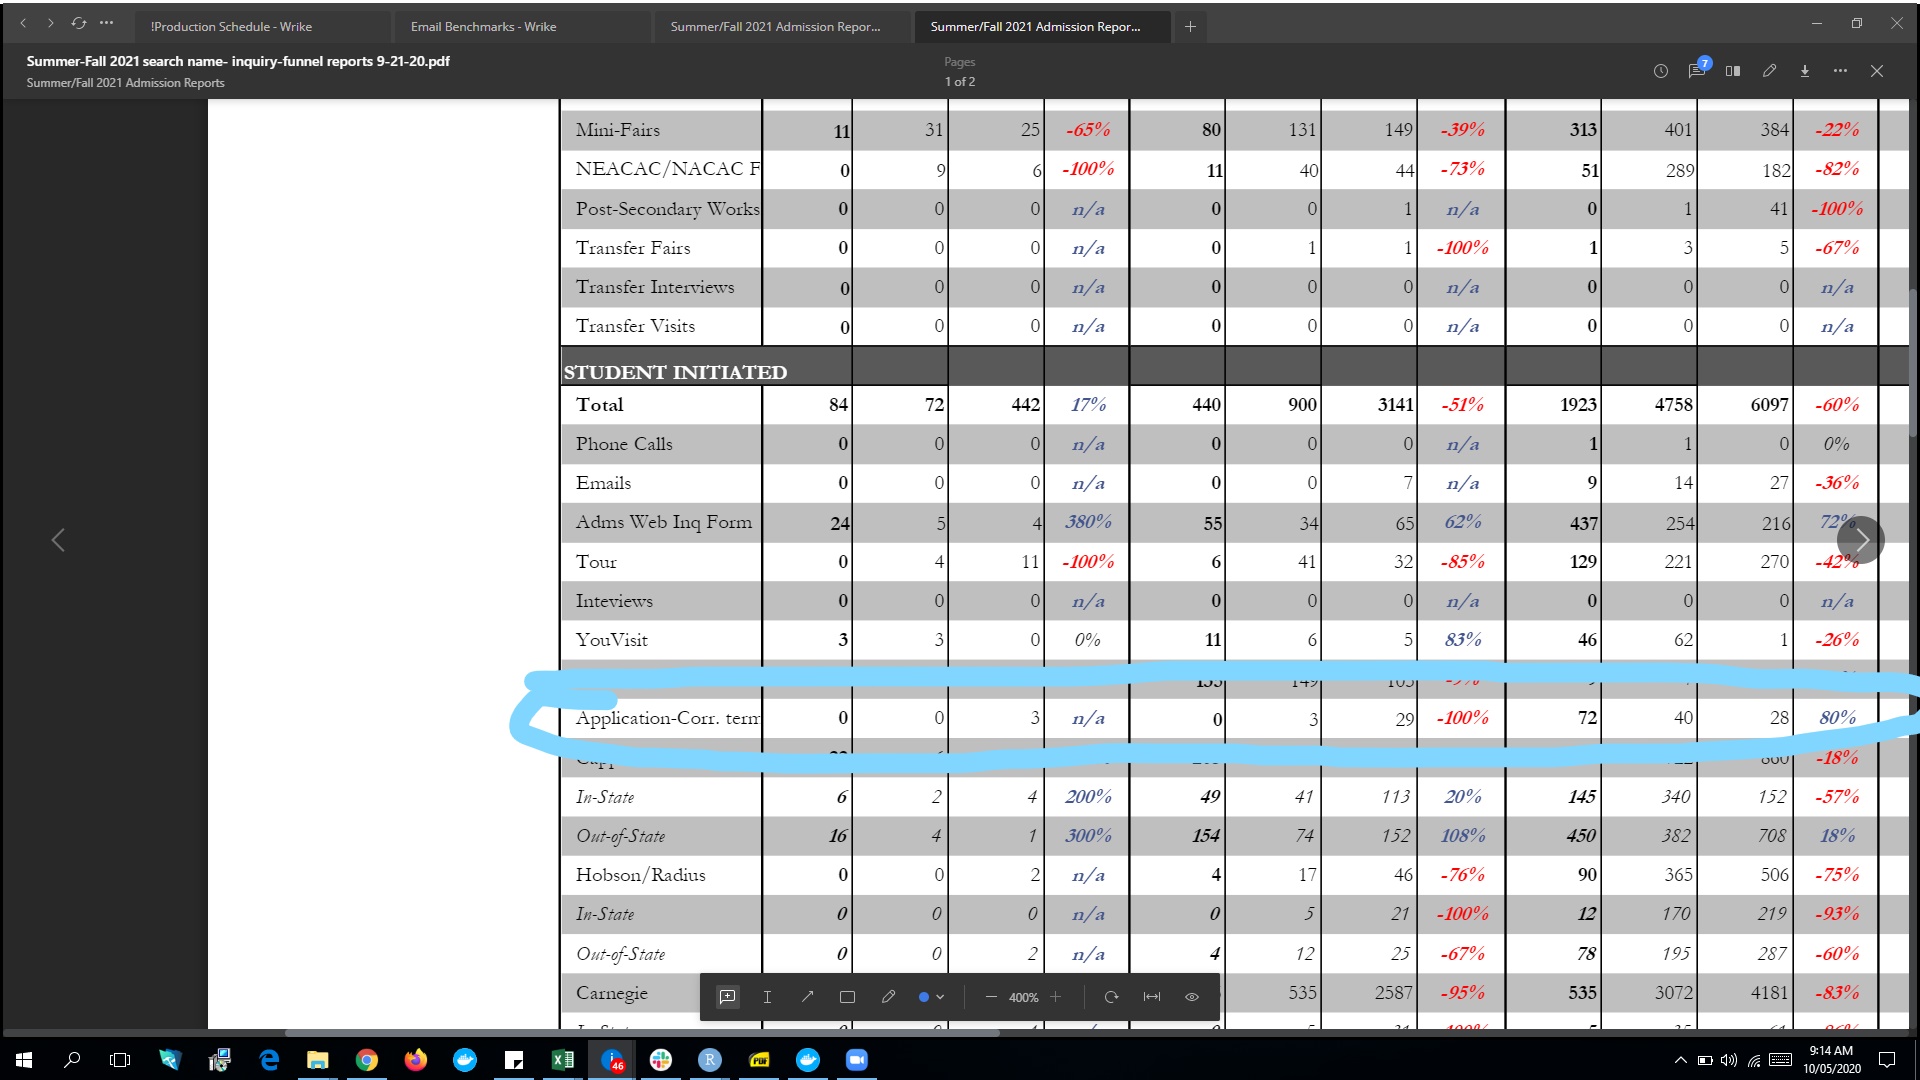 !Production Schedule - Wrike Email Benchmarks - Wrike Summer/Fall 2021 Admission Repor... Summer/Fall 2021 Admission Repor...
Summer-Fall 2021 search name- inquiry-funnel reports 9-21-20.pdf
Summer/Fall 2021 Admission Reports
Pages
1 of 2
7
Mini-Fairs 11 31 25 -65% 80 131 149 -39% 313 401 384 -22%
NEACAC/NACAC F 0 9 6 -100% 11 40 44 -73% 51 289 182 -82%
Post-Secondary Works 0 0 0 n/a 0 0 1 n/a 0 1 41 -100%
Transfer Fairs 0 0 0 n/a 0 1 1 -100% 1 3 5 -67%
Transfer Interviews 0 0 0 n/a 0 0 0 n/a 0 0 0 n/a
Transfer Visits 0 0 0 n/a 0 0 0 n/a 0 0 0 n/a
STUDENT INITIATED
Total 84 72 442 17% 440 900 3141 -51% 1923 4758 6097 -60%
Phone Calls 0 0 0 n/a 0 0 0 n/a 1 1 0 0%
Emails 0 0 0 n/a 0 0 7 n/a 9 14 27 -36%
Adms Web Inq Form 24 5 4 380% 55 34 65 62% 437 254 216 72%
Tour 0 4 11 -100% 6 41 32 -85% 129 221 270 -42%
Inteviews 0 0 0 n/a 0 0 0 n/a 0 0 0 n/a
YouVisit 3 3 0 0% 11 6 5 83% 46 62 1 -26%
Application-Corr. term 0 0 3 n/a 0 3 29 -100% 72 40 28 80%
-18%
In-State 6 2 4 200% 49 41 113 20% 145 340 152 -57%
Out-of-State 16 4 1 300% 154 74 152 108% 450 382 708 18%
Hobson/Radius 0 0 2 n/a 4 17 46 -76% 90 365 506 -75%
In-State 0 0 0 n/a 0 5 21 -100% 12 170 219 -93%
Out-of-State 0 0 2 n/a 4 12 25 -67% 78 195 287 -60%
Carnegie 535 2587 -95% 535 3072 4181 -83%
400%
46
PDF
9:14 AM
10/05/2020